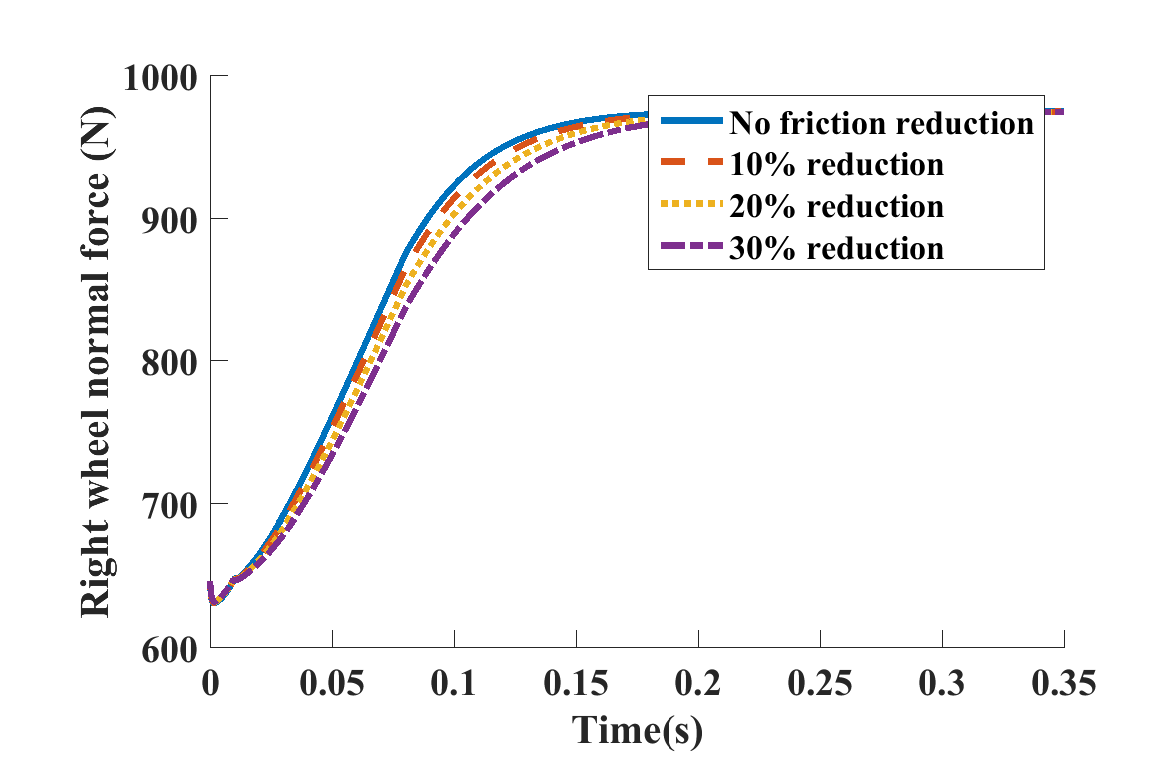 1000
900
800
700
600
Right wheel normal force (N)
No friction reduction
10% reduction
20% reduction
30% reduction
0 0.05 0.1 0.15 0.2 0.25 0.3 0.35
Time(s)